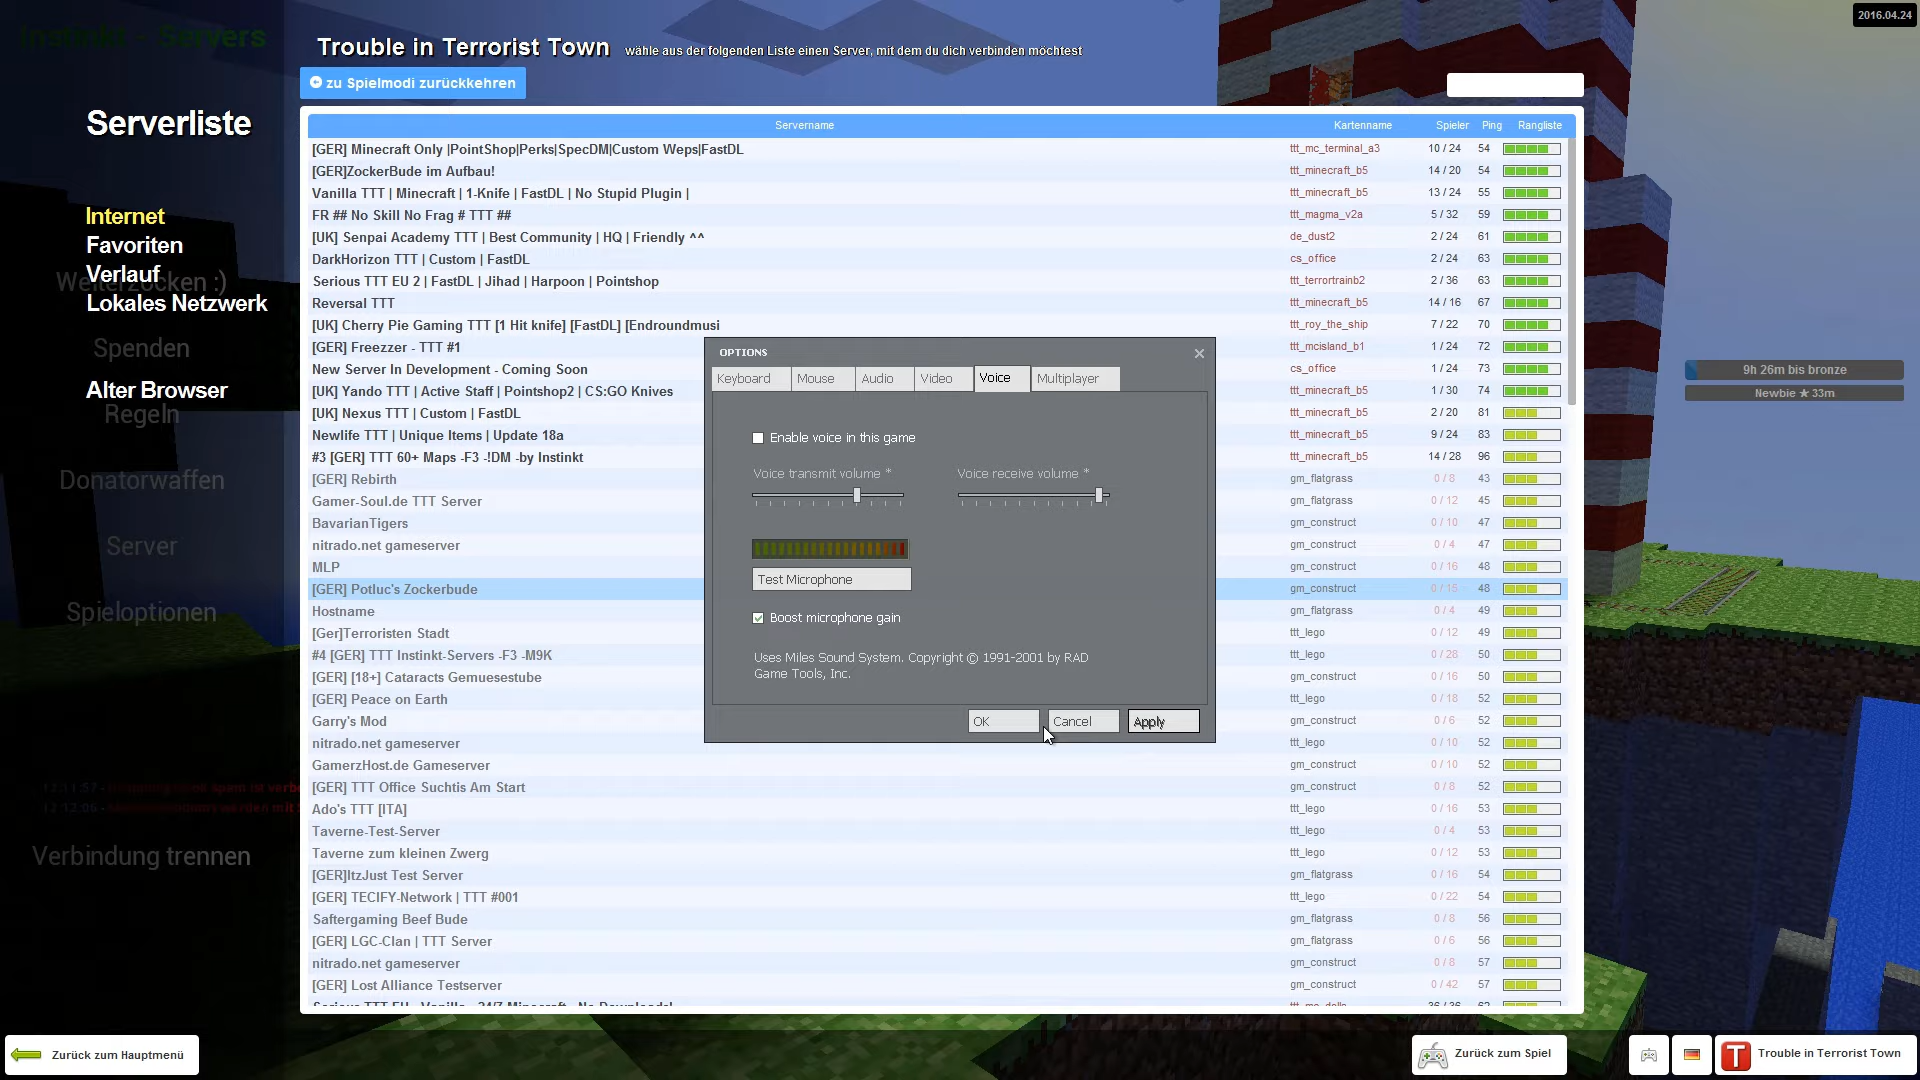 Instinkt - Servers
Trouble in Terrorist Town
wähle aus der folgenden Liste einen Server, mit dem du dich verbinden möchtest
2016.04.24
zu Spielmodi zurückkehren
Serverliste
Internet
Favoriten
Verlauf
Weiterzocken :)
Lokales Netzwerk
Spenden
Alter Browser
Regeln
Donatorwaffen
Server
Spieloptionen
Verbindung trennen
Servername Kartenname Spieler Ping Rangliste
[GER] Minecraft Only |PointShop|Perks|SpecDM|Custom Weps|FastDL ttt_mc_terminal_a3 10 / 24 54
[GER]ZockerBude im Aufbau! ttt_minecraft_b5 14 / 20 54
Vanilla TTT | Minecraft | 1-Knife | FastDL | No Stupid Plugin | ttt_minecraft_b5 13 / 24 55
FR ## No Skill No Frag # TTT ## ttt_magma_v2a 5 / 32 59
[UK] Senpai Academy TTT | Best Community | HQ | Friendly ^^ de_dust2 2 / 24 61
DarkHorizon TTT | Custom | FastDL cs_office 2 / 24 63
Serious TTT EU 2 | FastDL | Jihad | Harpoon | Pointshop ttt_terrortrainb2 2 / 36 63
Reversal TTT ttt_minecraft_b5 14 / 16 67
[UK] Cherry Pie Gaming TTT [1 Hit knife] [FastDL] [Endroundmusi ttt_roy_the_ship 7 / 22 70
[GER] Freezzer - TTT #1 ttt_mcisland_b1 1 / 24 72
New Server In Development - Coming Soon cs_office 1 / 24 73
[UK] Yando TTT | Active Staff | Pointshop2 | CS:GO Knives ttt_minecraft_b5 1 / 30 74
[UK] Nexus TTT | Custom | FastDL ttt_minecraft_b5 2 / 20 81
Newlife TTT | Unique Items | Update 18a ttt_minecraft_b5 9 / 24 83
#3 [GER] TTT 60+ Maps -F3 -!DM -by Instinkt ttt_minecraft_b5 14 / 28 96
[GER] Rebirth gm_flatgrass 0 / 8 43
Gamer-Soul.de TTT Server gm_flatgrass 0 / 12 45
BavarianTigers gm_construct 0 / 10 47
nitrado.net gameserver gm_construct 0 / 4 47
MLP gm_construct 0 / 16 48
[GER] Potluc's Zockerbude gm_construct 0 / 15 48
Hostname gm_flatgrass 0 / 4 49
[Ger]Terroristen Stadt ttt_lego 0 / 12 49
#4 [GER] TTT Instinkt-Servers -F3 -M9K ttt_lego 0 / 28 50
[GER] [18+] Cataracts Gemuesestube gm_construct 0 / 16 50
[GER] Peace on Earth ttt_lego 0 / 18 52
Garry's Mod gm_construct 0 / 6 52
nitrado.net gameserver ttt_lego 0 / 10 52
GamerzHost.de Gameserver gm_construct 0 / 10 52
[GER] TTT Office Suchtis Am Start gm_construct 0 / 8 52
Ado's TTT [ITA] ttt_lego 0 / 16 53
Taverne-Test-Server ttt_lego 0 / 4 53
Taverne zum kleinen Zwerg ttt_lego 0 / 12 53
[GER]ItzJust Test Server gm_flatgrass 0 / 16 54
[GER] TECIFY-Network | TTT #001 ttt_lego 0 / 22 54
Saftergaming Beef Bude gm_flatgrass 0 / 8 56
[GER] LGC-Clan | TTT Server gm_flatgrass 0 / 6 56
nitrado.net gameserver gm_construct 0 / 8 57
[GER] Lost Alliance Testserver gm_construct 0 / 42 57
OPTIONS
Keyboard Mouse Audio Video Voice Multiplayer
Enable voice in this game
Voice transmit volume * Voice receive volume *
Test Microphone
Boost microphone gain
Uses Miles Sound System. Copyright © 1991-2001 by RAD
Game Tools, Inc.
OK Cancel Apply
9h 26m bis bronze
Newbie ★ 33m
Zurück zum Hauptmenü
Zurück zum Spiel
T Trouble in Terrorist Town